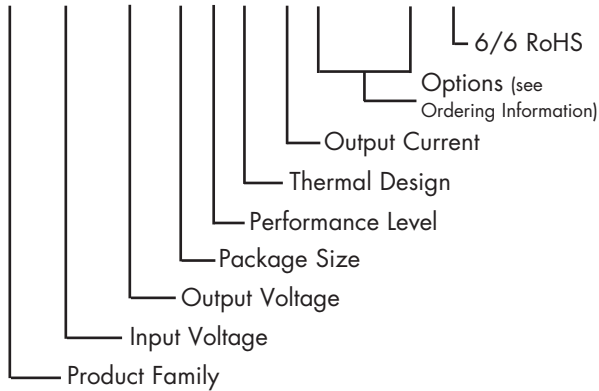 6/6 RoHS
Options (see
Ordering Information)
Output Current
Thermal Design
Performance Level
Package Size
Output Voltage
Input Voltage
Product Family